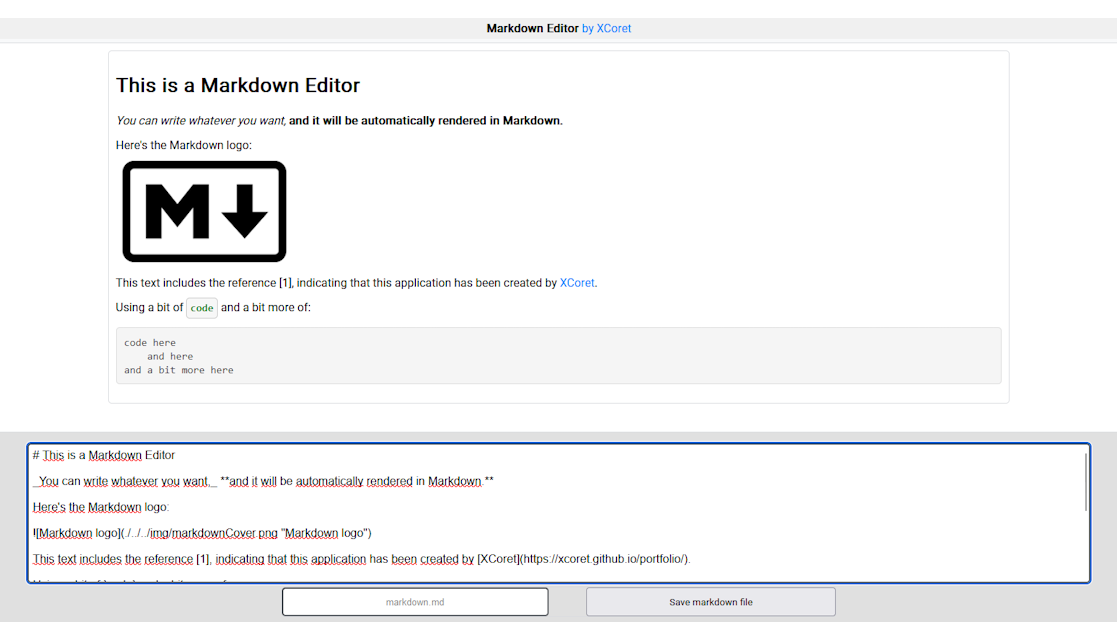 Markdown Editor by XCoret
This is a Markdown Editor
You can write whatever you want, and it will be automatically rendered in Markdown.
Here's the Markdown logo:
M
This text includes the reference [1], indicating that this application has been created by XCoret.
Using a bit of code and a bit more of:
code here
    and here
and a bit more here
# This is a Markdown Editor
_You can write whatever you want,_ **and it will be automatically rendered in Markdown.**
Here's the Markdown logo:
![Markdown logo](./../../img/markdownCover.png "Markdown logo")
This text includes the reference [1], indicating that this application has been created by [XCoret](https://xcoret.github.io/portfolio/).
markdown.md
Save markdown file